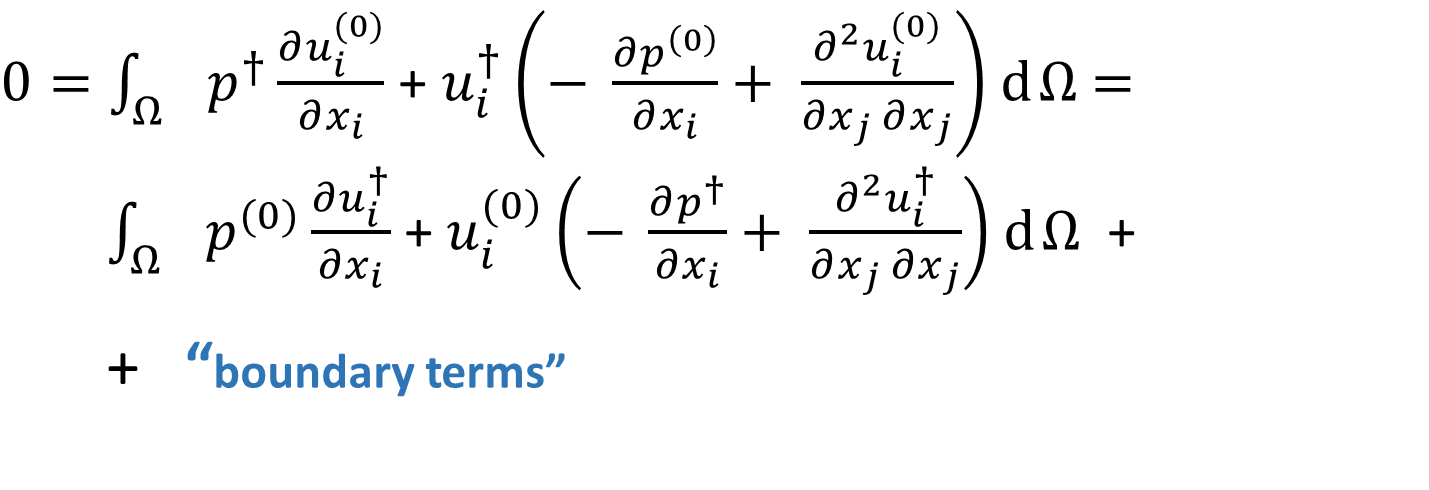 0 = ∫_Ω p^† ∂u_i^(0)/∂x_i + u_i^† ( − ∂p^(0)/∂x_i + ∂²u_i^(0)/∂x_j ∂x_j ) dΩ =
∫_Ω p^(0) ∂u_i^†/∂x_i + u_i^(0) ( − ∂p^†/∂x_i + ∂²u_i^†/∂x_j ∂x_j ) dΩ +
+ “boundary terms”